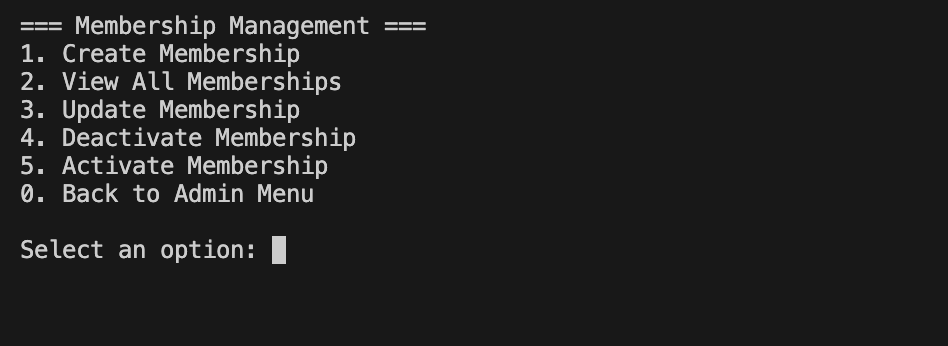 === Membership Management ===
1. Create Membership
2. View All Memberships
3. Update Membership
4. Deactivate Membership
5. Activate Membership
0. Back to Admin Menu
Select an option: